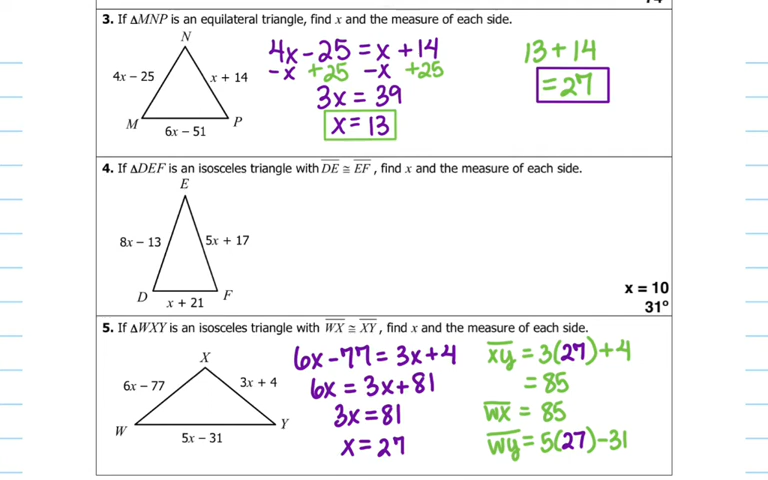 3. If ΔMNP is an equilateral triangle, find x and the measure of each side.
N
4x – 25
x + 14
M
P
6x – 51
4x - 25 = x + 14
-x +25 -x +25
3x = 39
x = 13
13 + 14
= 27
4. If ΔDEF is an isosceles triangle with DE ≅ EF, find x and the measure of each side.
E
8x – 13
5x + 17
D
F
x + 21
x = 10
31°
5. If ΔWXY is an isosceles triangle with WX ≅ XY, find x and the measure of each side.
X
6x – 77
3x + 4
W
Y
5x – 31
6x - 77 = 3x + 4
6x = 3x + 81
3x = 81
x = 27
xy = 3(27) + 4
= 85
wx = 85
wy = 5(27) - 31